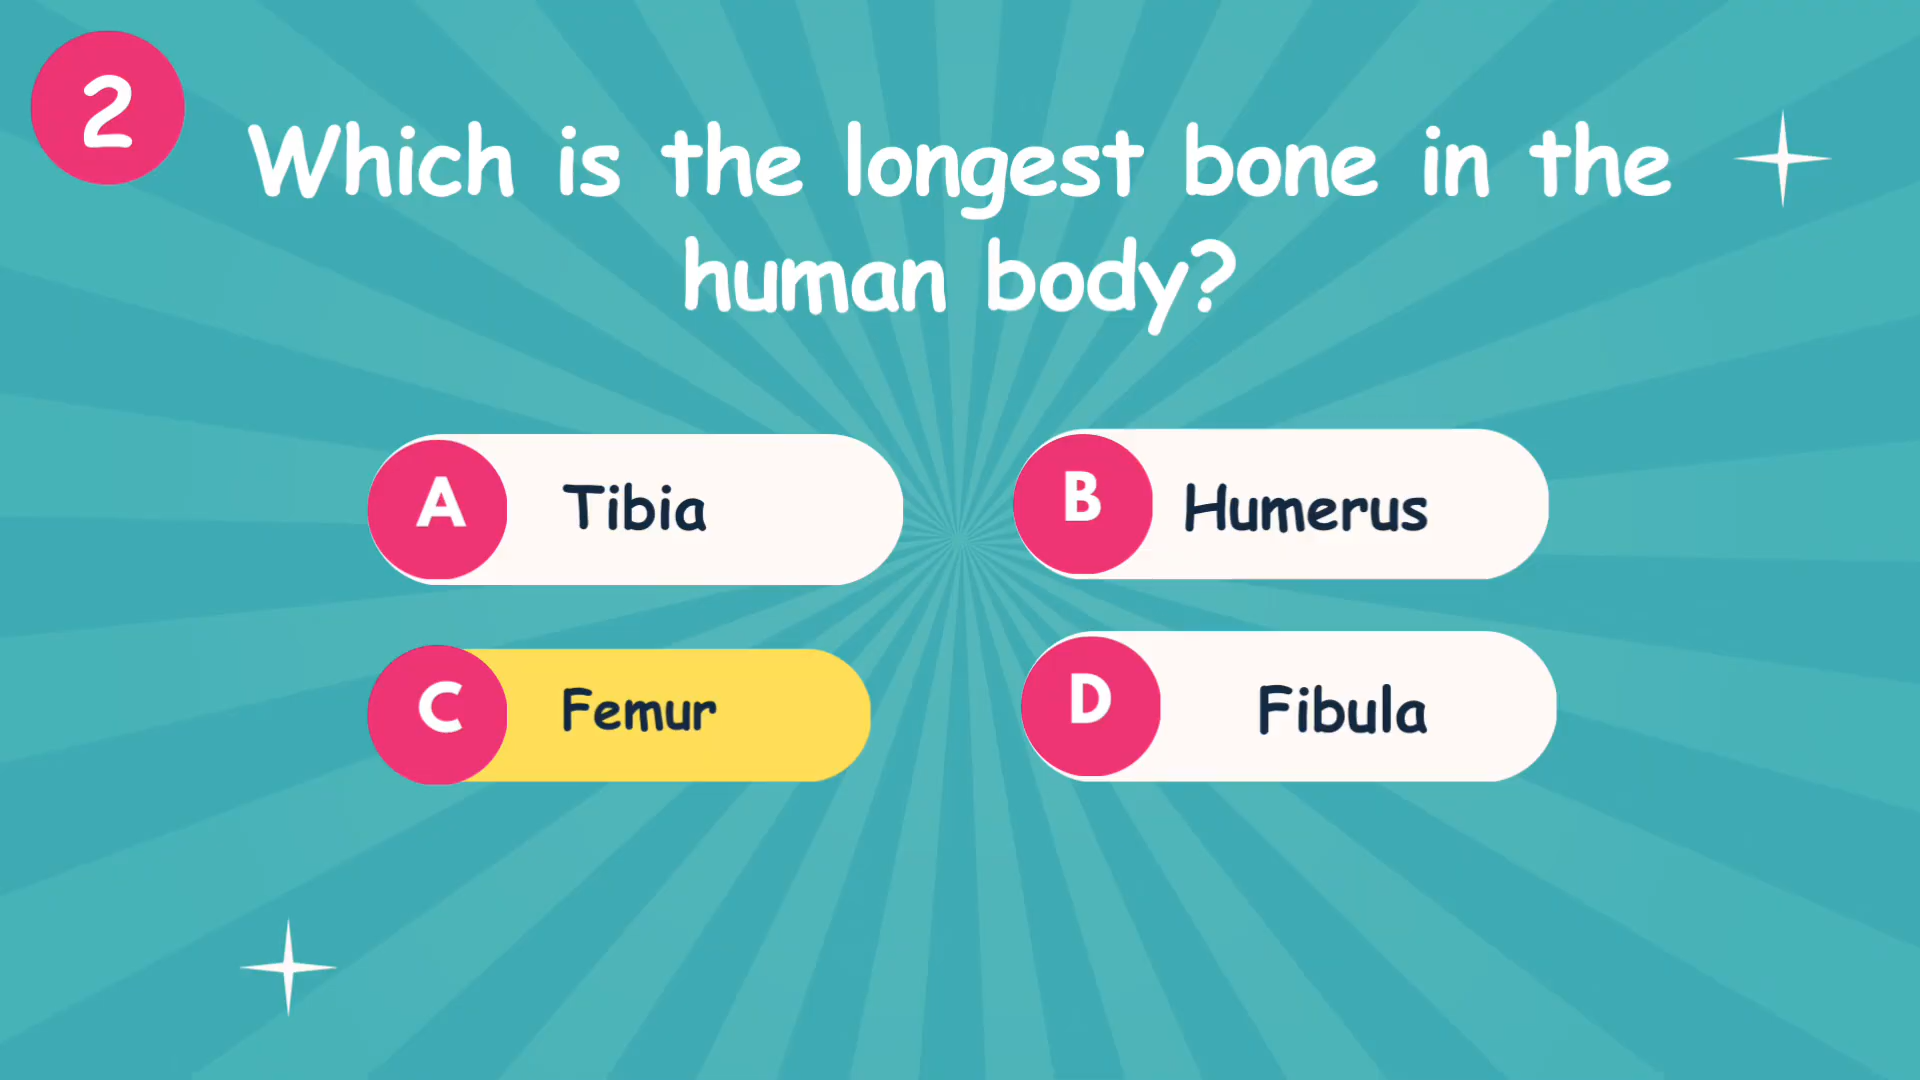 2
Which is the longest bone in the
human body?
A Tibia
B Humerus
C Femur
D Fibula